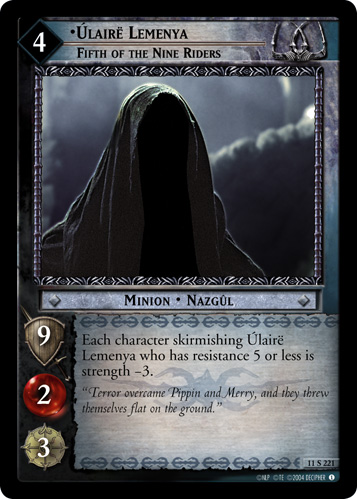 4
•Úlairë Lemenya
Fifth of the Nine Riders
Minion • Nazgûl
9
Each character skirmishing Úlairë
Lemenya who has resistance 5 or less is
strength –3.
2
“Terror overcame Pippin and Merry, and they threw
themselves flat on the ground.”
3
11 S 221
©NLP ©TE ©2004 DECIPHER